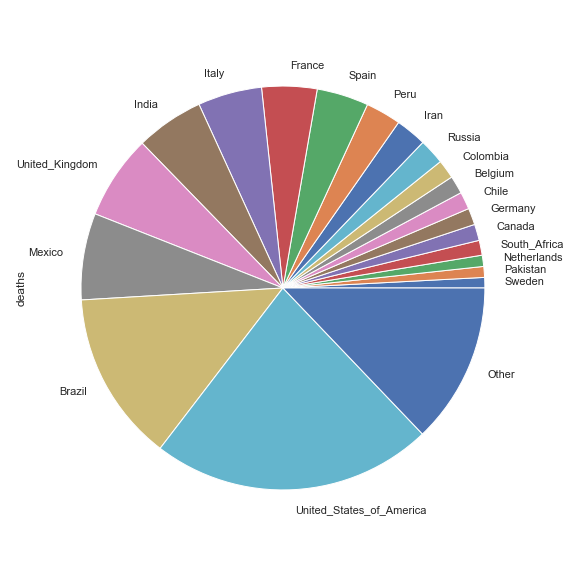 France
Italy
Spain
Peru
India
Iran
Russia
Colombia
United_Kingdom
Belgium
Chile
Germany
Canada
South_Africa
Mexico
Netherlands
Pakistan
Sweden
deaths
Other
Brazil
United_States_of_America